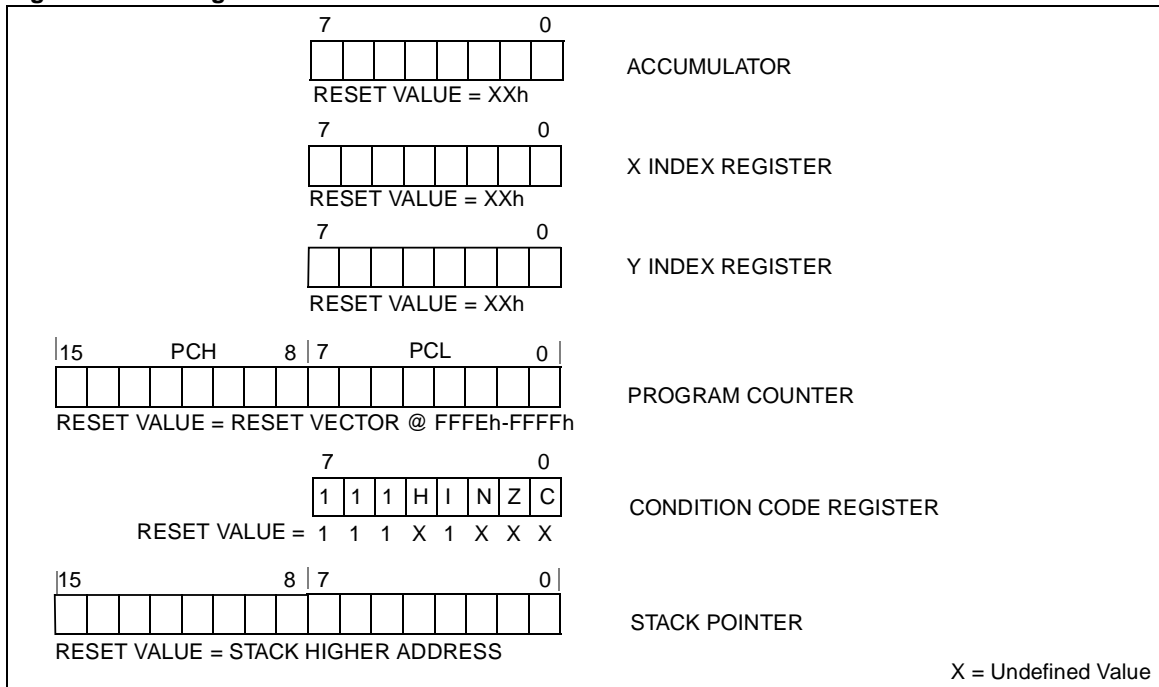 7 0
ACCUMULATOR
RESET VALUE = XXh
7 0
X INDEX REGISTER
RESET VALUE = XXh
7 0
Y INDEX REGISTER
RESET VALUE = XXh
15 PCH 8 7 PCL 0
PROGRAM COUNTER
RESET VALUE = RESET VECTOR @ FFFEh-FFFFh
7 0
1 1 1 H I N Z C
CONDITION CODE REGISTER
RESET VALUE = 1 1 1 X 1 X X X
15 8 7 0
STACK POINTER
RESET VALUE = STACK HIGHER ADDRESS
X = Undefined Value